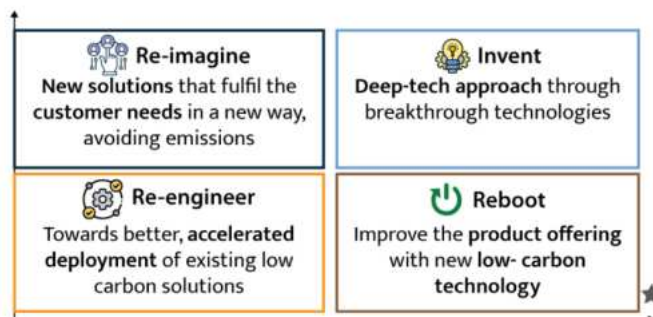 Re-imagine
New solutions that fulfil the
customer needs in a new way,
avoiding emissions
Invent
Deep-tech approach through
breakthrough technologies
Re-engineer
Towards better, accelerated
deployment of existing low
carbon solutions
Reboot
Improve the product offering
with new low- carbon
technology